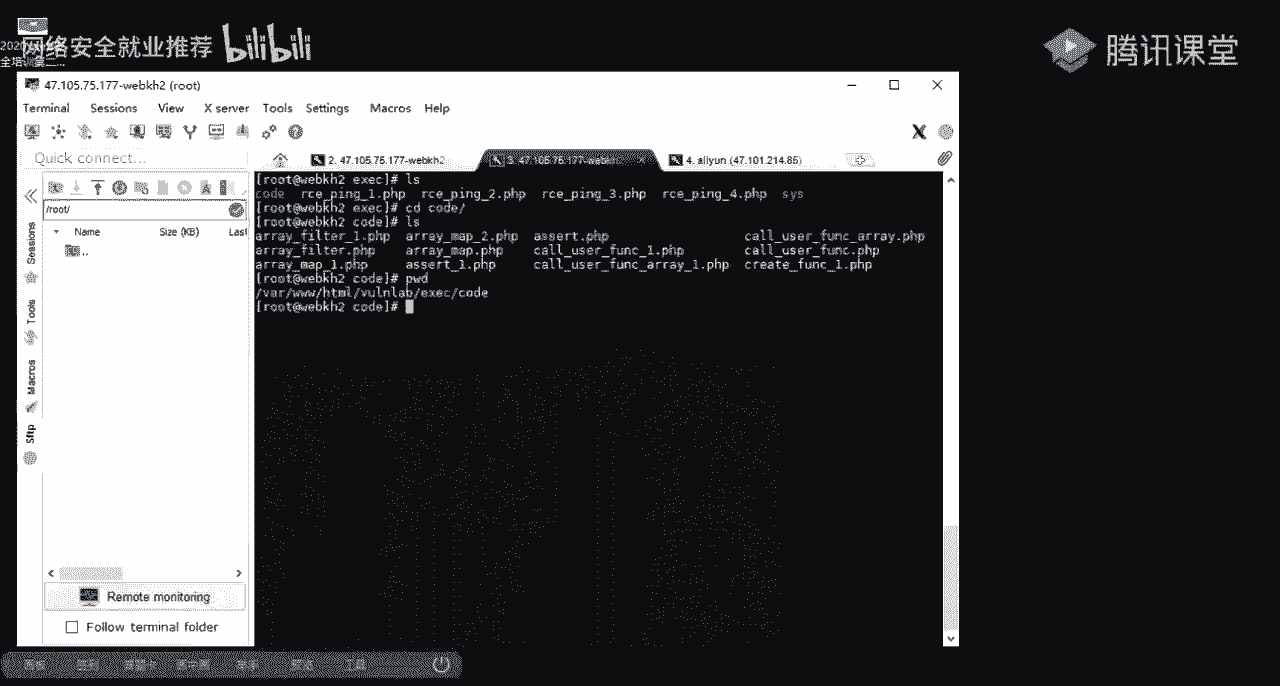 网络安全就业推荐 bilibili
腾讯课堂
47.105.75.177-webkh2 (root)
Terminal Sessions View X server Tools Settings Macros Help
Quick connect...
2. 47.105.75.177-webkh2
3. 47.105.75.177-webkh
4. aliyun (47.101.214.85)
/root/
Name Size (KB) Last
..
Sessions
Tools
Macros
Sftp
[root@webkh2 exec]# ls
code rce_ping_1.php rce_ping_2.php rce_ping_3.php rce_ping_4.php sys
[root@webkh2 exec]# cd code/
[root@webkh2 code]# ls
array_filter_1.php array_map_2.php assert.php call_user_func_array.php
array_filter.php array_map.php call_user_func_1.php call_user_func.php
array_map_1.php assert_1.php call_user_func_array_1.php create_func_1.php
[root@webkh2 code]# pwd
/var/www/html/vulnlab/exec/code
[root@webkh2 code]#
Remote monitoring
Follow terminal folder